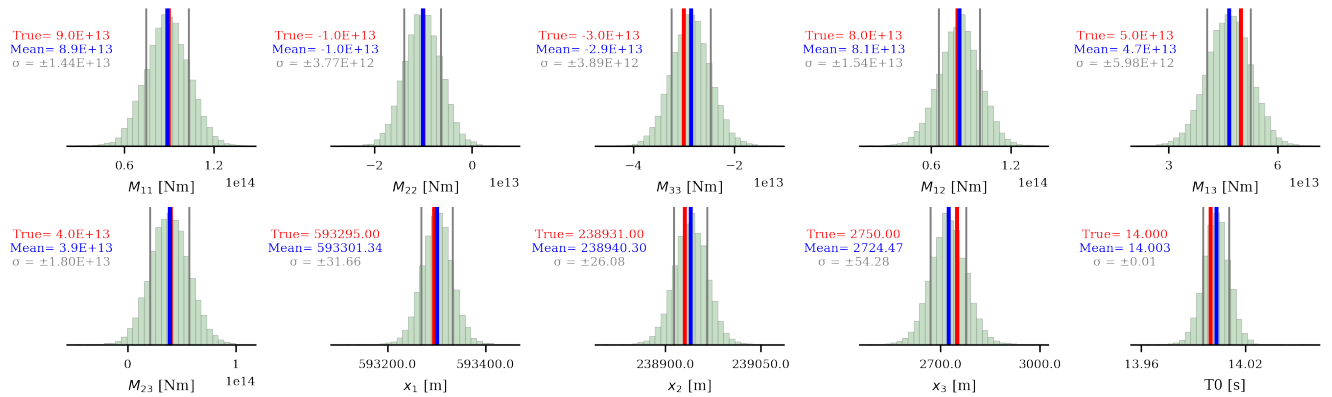 True= 9.0E+13
Mean= 8.9E+13
σ = ±1.44E+13
0.6
1.2
1e14
M11 [Nm]
True= -1.0E+13
Mean= -1.0E+13
σ = ±3.77E+12
−2
0
1e13
M22 [Nm]
True= -3.0E+13
Mean= -2.9E+13
σ = ±3.89E+12
−4
−2
1e13
M33 [Nm]
True= 8.0E+13
Mean= 8.1E+13
σ = ±1.54E+13
0.6
1.2
1e14
M12 [Nm]
True= 5.0E+13
Mean= 4.7E+13
σ = ±5.98E+12
3
6
1e13
M13 [Nm]
True= 4.0E+13
Mean= 3.9E+13
σ = ±1.80E+13
0
1
1e14
M23 [Nm]
True= 593295.00
Mean= 593301.34
σ = ±31.66
593200.0
593400.0
x1 [m]
True= 238931.00
Mean= 238940.30
σ = ±26.08
238900.0
239050.0
x2 [m]
True= 2750.00
Mean= 2724.47
σ = ±54.28
2700.0
3000.0
x3 [m]
True= 14.000
Mean= 14.003
σ = ±0.01
13.96
14.02
T0 [s]